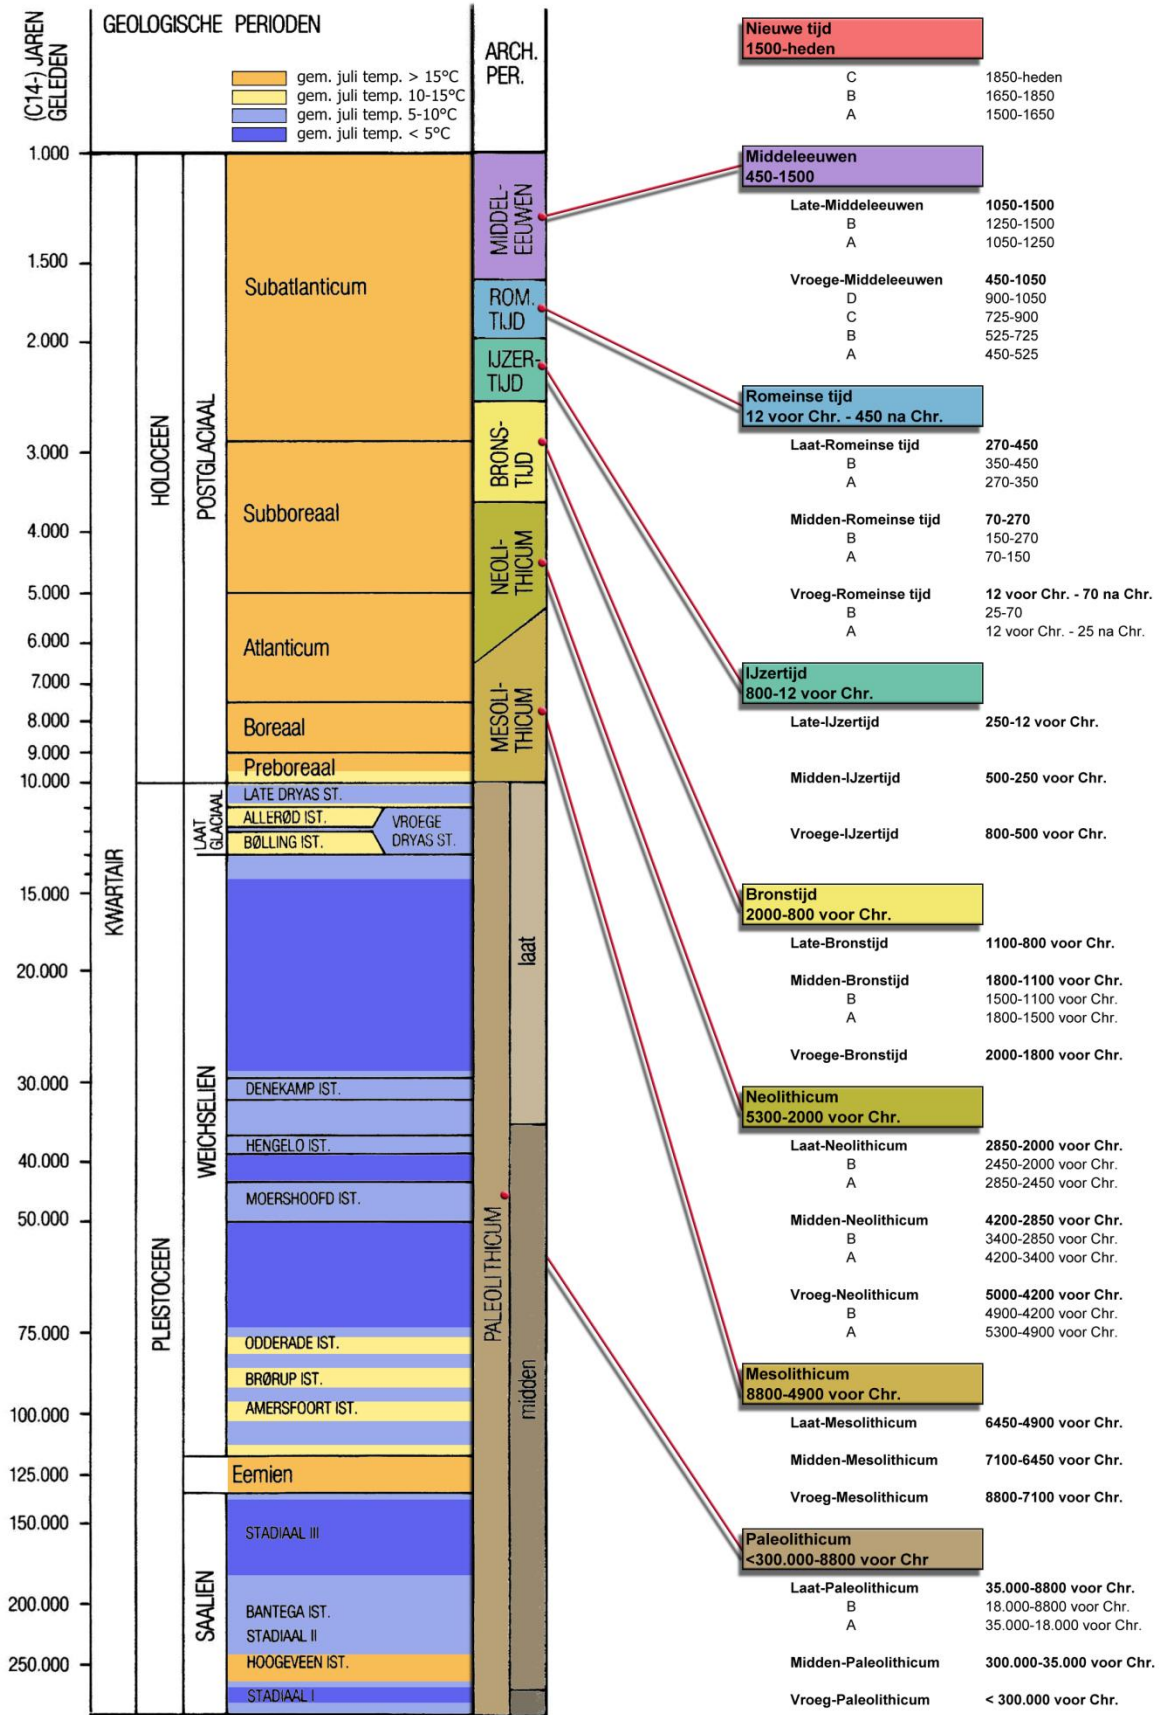 (C14-) JAREN
GELEDEN
GEOLOGISCHE PERIODEN
gem. juli temp. > 15°C
gem. juli temp. 10-15°C
gem. juli temp. 5-10°C
gem. juli temp. < 5°C
ARCH.
PER.
1.000
1.500
2.000
3.000
4.000
5.000
6.000
7.000
8.000
9.000
10.000
15.000
20.000
30.000
40.000
50.000
75.000
100.000
125.000
150.000
200.000
250.000
KWARTAIR
HOLOCEEN
PLEISTOCEEN
POSTGLACIAAL
LAAT
GLACIAAL
WEICHSELIEN
SAALIEN
Subatlanticum
Subboreaal
Atlanticum
Boreaal
Preboreaal
LATE DRYAS ST.
ALLERØD IST.
VROEGE
DRYAS ST.
BØLLING IST.
DENEKAMP IST.
HENGELO IST.
MOERSHOOFD IST.
ODDERADE IST.
BRØRUP IST.
AMERSFOORT IST.
Eemien
STADIAAL III
BANTEGA IST.
STADIAAL II
HOOGEVEEN IST.
STADIAAL I
MIDDEL-
EEUWEN
ROM.
TIJD
IJZER-
TIJD
BRONS-
TIJD
NEOLI-
THICUM
MESOLI-
THICUM
PALEOLITHICUM
laat
midden
Nieuwe tijd
1500-heden
C 1850-heden
B 1650-1850
A 1500-1650
Middeleeuwen
450-1500
Late-Middeleeuwen 1050-1500
B 1250-1500
A 1050-1250
Vroege-Middeleeuwen 450-1050
D 900-1050
C 725-900
B 525-725
A 450-525
Romeinse tijd
12 voor Chr. - 450 na Chr.
Laat-Romeinse tijd 270-450
B 350-450
A 270-350
Midden-Romeinse tijd 70-270
B 150-270
A 70-150
Vroeg-Romeinse tijd 12 voor Chr. - 70 na Chr.
B 25-70
A 12 voor Chr. - 25 na Chr.
IJzertijd
800-12 voor Chr.
Late-IJzertijd 250-12 voor Chr.
Midden-IJzertijd 500-250 voor Chr.
Vroege-IJzertijd 800-500 voor Chr.
Bronstijd
2000-800 voor Chr.
Late-Bronstijd 1100-800 voor Chr.
Midden-Bronstijd 1800-1100 voor Chr.
B 1500-1100 voor Chr.
A 1800-1500 voor Chr.
Vroege-Bronstijd 2000-1800 voor Chr.
Neolithicum
5300-2000 voor Chr.
Laat-Neolithicum 2850-2000 voor Chr.
B 2450-2000 voor Chr.
A 2850-2450 voor Chr.
Midden-Neolithicum 4200-2850 voor Chr.
B 3400-2850 voor Chr.
A 4200-3400 voor Chr.
Vroeg-Neolithicum 5000-4200 voor Chr.
B 4900-4200 voor Chr.
A 5300-4900 voor Chr.
Mesolithicum
8800-4900 voor Chr.
Laat-Mesolithicum 6450-4900 voor Chr.
Midden-Mesolithicum 7100-6450 voor Chr.
Vroeg-Mesolithicum 8800-7100 voor Chr.
Paleolithicum
<300.000-8800 voor Chr
Laat-Paleolithicum 35.000-8800 voor Chr.
B 18.000-8800 voor Chr.
A 35.000-18.000 voor Chr.
Midden-Paleolithicum 300.000-35.000 voor Chr.
Vroeg-Paleolithicum < 300.000 voor Chr.